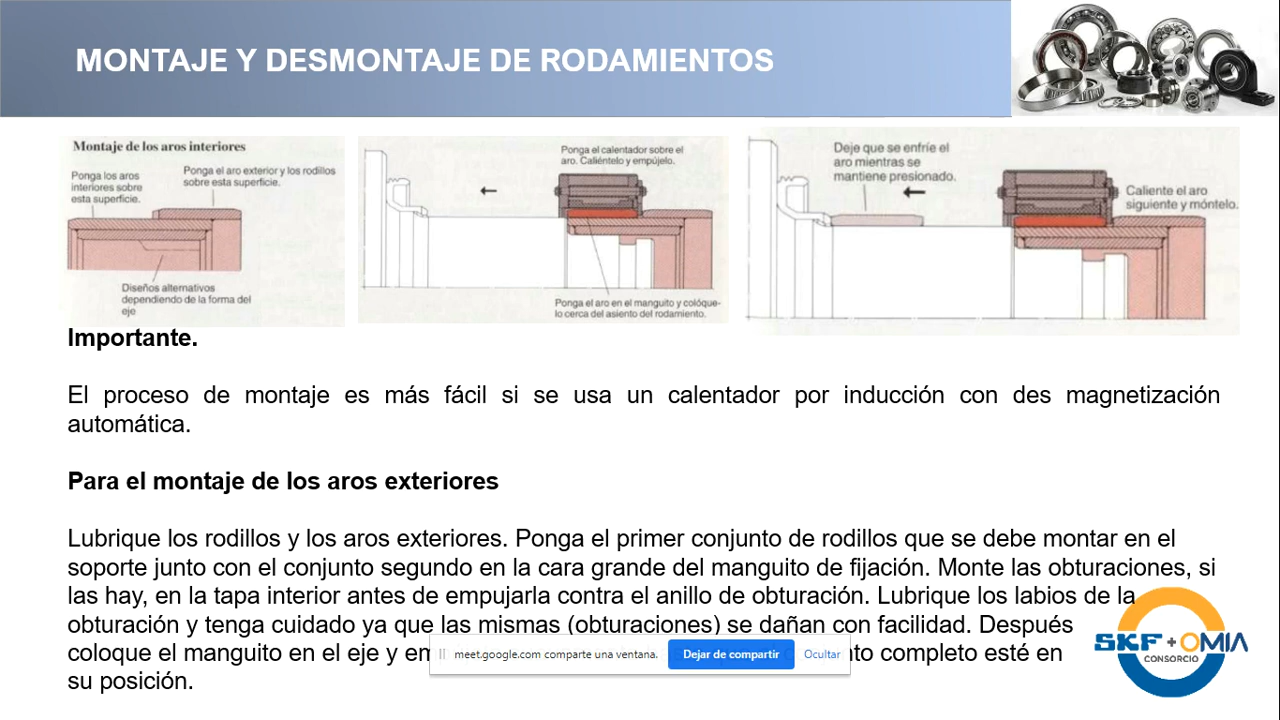 MONTAJE Y DESMONTAJE DE RODAMIENTOS
Montaje de los aros interiores
Ponga los aros
interiores sobre
esta superficie.
Ponga el aro exterior y los rodillos
sobre esta superficie.
Diseños alternativos
dependiendo de la forma del
eje
Ponga el calentador sobre el
aro. Caliéntelo y empújelo.
Ponga el aro en el manguito y colóque-
lo cerca del asiento del rodamiento.
Deje que se enfríe el
aro mientras se
mantiene presionado.
Caliente el aro
siguiente y móntelo.
Importante.
El proceso de montaje es más fácil si se usa un calentador por inducción con des magnetización
automática.
Para el montaje de los aros exteriores
Lubrique los rodillos y los aros exteriores. Ponga el primer conjunto de rodillos que se debe montar en el
soporte junto con el conjunto segundo en la cara grande del manguito de fijación. Monte las obturaciones, si
las hay, en la tapa interior antes de empujarla contra el anillo de obturación. Lubrique los labios de la
obturación y tenga cuidado ya que las mismas (obturaciones) se dañan con facilidad. Después
coloque el manguito en el eje y completo esté en
su posición.
meet.google.com comparte una ventana. Dejar de compartir Ocultar
SKF + OMIA
CONSORCIO